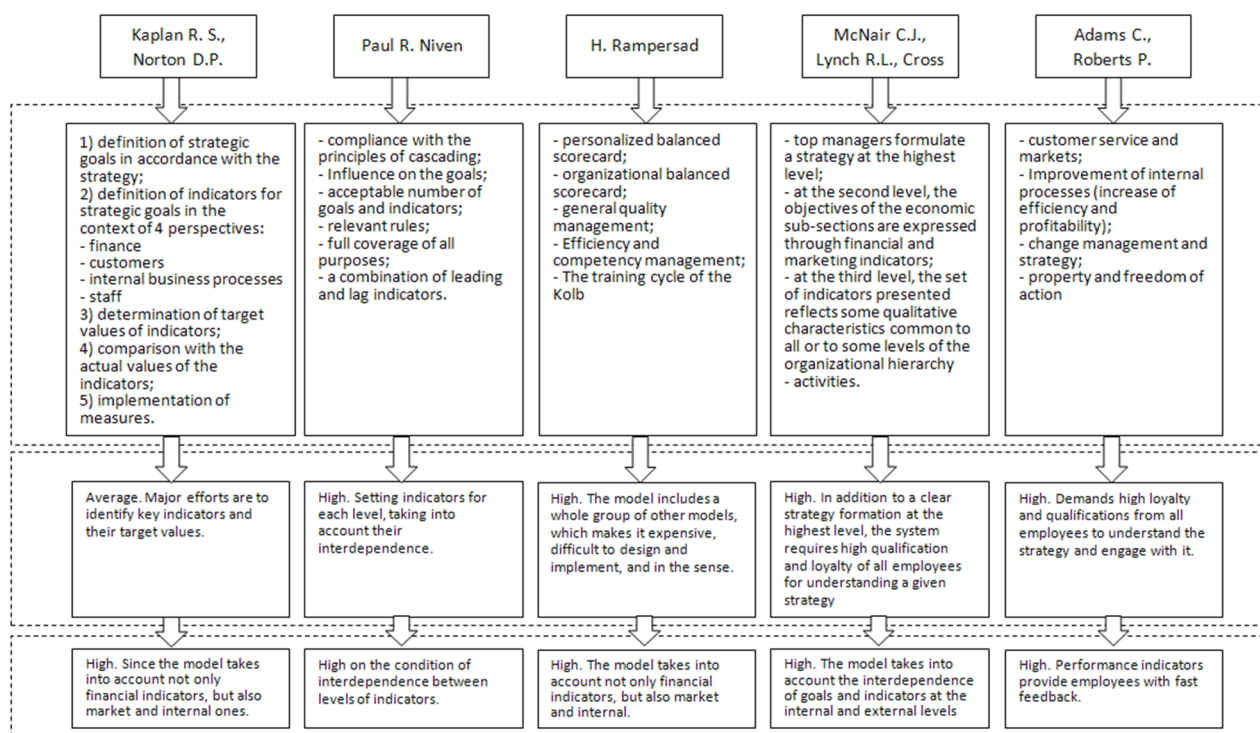 Kaplan R. S.,
Norton D.P.
Paul R. Niven
H. Rampersad
McNair C.J.,
Lynch R.L., Cross
Adams C.,
Roberts P.
1) definition of strategic
goals in accordance with the
strategy;
2) definition of indicators for
strategic goals in the
context of 4 perspectives:
- finance
- customers
- internal business processes
- staff
3) determination of target
values of indicators;
4) comparison with the
actual values of the
indicators;
5) implementation of
measures.
- compliance with the
principles of cascading;
- Influence on the goals;
- acceptable number of
goals and indicators;
- relevant rules;
- full coverage of all
purposes;
- a combination of leading
and lag indicators.
- personalized balanced
scorecard;
- organizational balanced
scorecard;
- general quality
management;
- Efficiency and
competency management;
- The training cycle of the
Kolb
- top managers formulate
a strategy at the highest
level;
- at the second level, the
objectives of the economic
sub-sections are expressed
through financial and
marketing indicators;
- at the third level, the set
of indicators presented
reflects some qualitative
characteristics common to
all or to some levels of the
organizational hierarchy
- activities.
- customer service and
markets;
- Improvement of internal
processes (increase of
efficiency and
profitability);
- change management and
strategy;
- property and freedom of
action
Average. Major efforts are to
identify key indicators and
their target values.
High. Setting indicators for
each level, taking into
account their
interdependence.
High. The model includes a
whole group of other models,
which makes it expensive,
difficult to design and
implement, and in the sense.
High. In addition to a clear
strategy formation at the
highest level, the system
requires high qualification
and loyalty of all employees
for understanding a given
strategy
High. Demands high loyalty
and qualifications from all
employees to understand the
strategy and engage with it.
High. Since the model takes
into account not only
financial indicators, but also
market and internal ones.
High on the condition of
interdependence between
levels of indicators.
High. The model takes into
account not only financial
indicators, but also market
and internal.
High. The model takes into
account the interdependence
of goals and indicators at the
internal and external levels
High. Performance indicators
provide employees with fast
feedback.